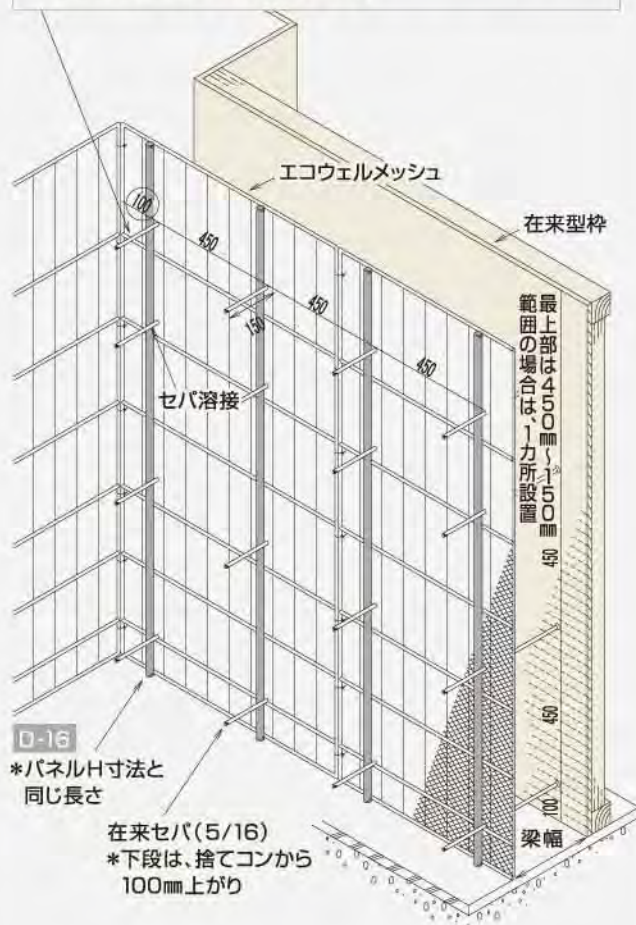 エコウェルメッシュ
在来型枠
100
450
450
450
150
最上部は450㎜~150㎜
範囲の場合は、1カ所設置
セパ溶接
450
450
100
梁幅
D-16
*パネルH寸法と
同じ長さ
在来セパ(5/16)
*下段は、捨てコンから
100㎜上がり